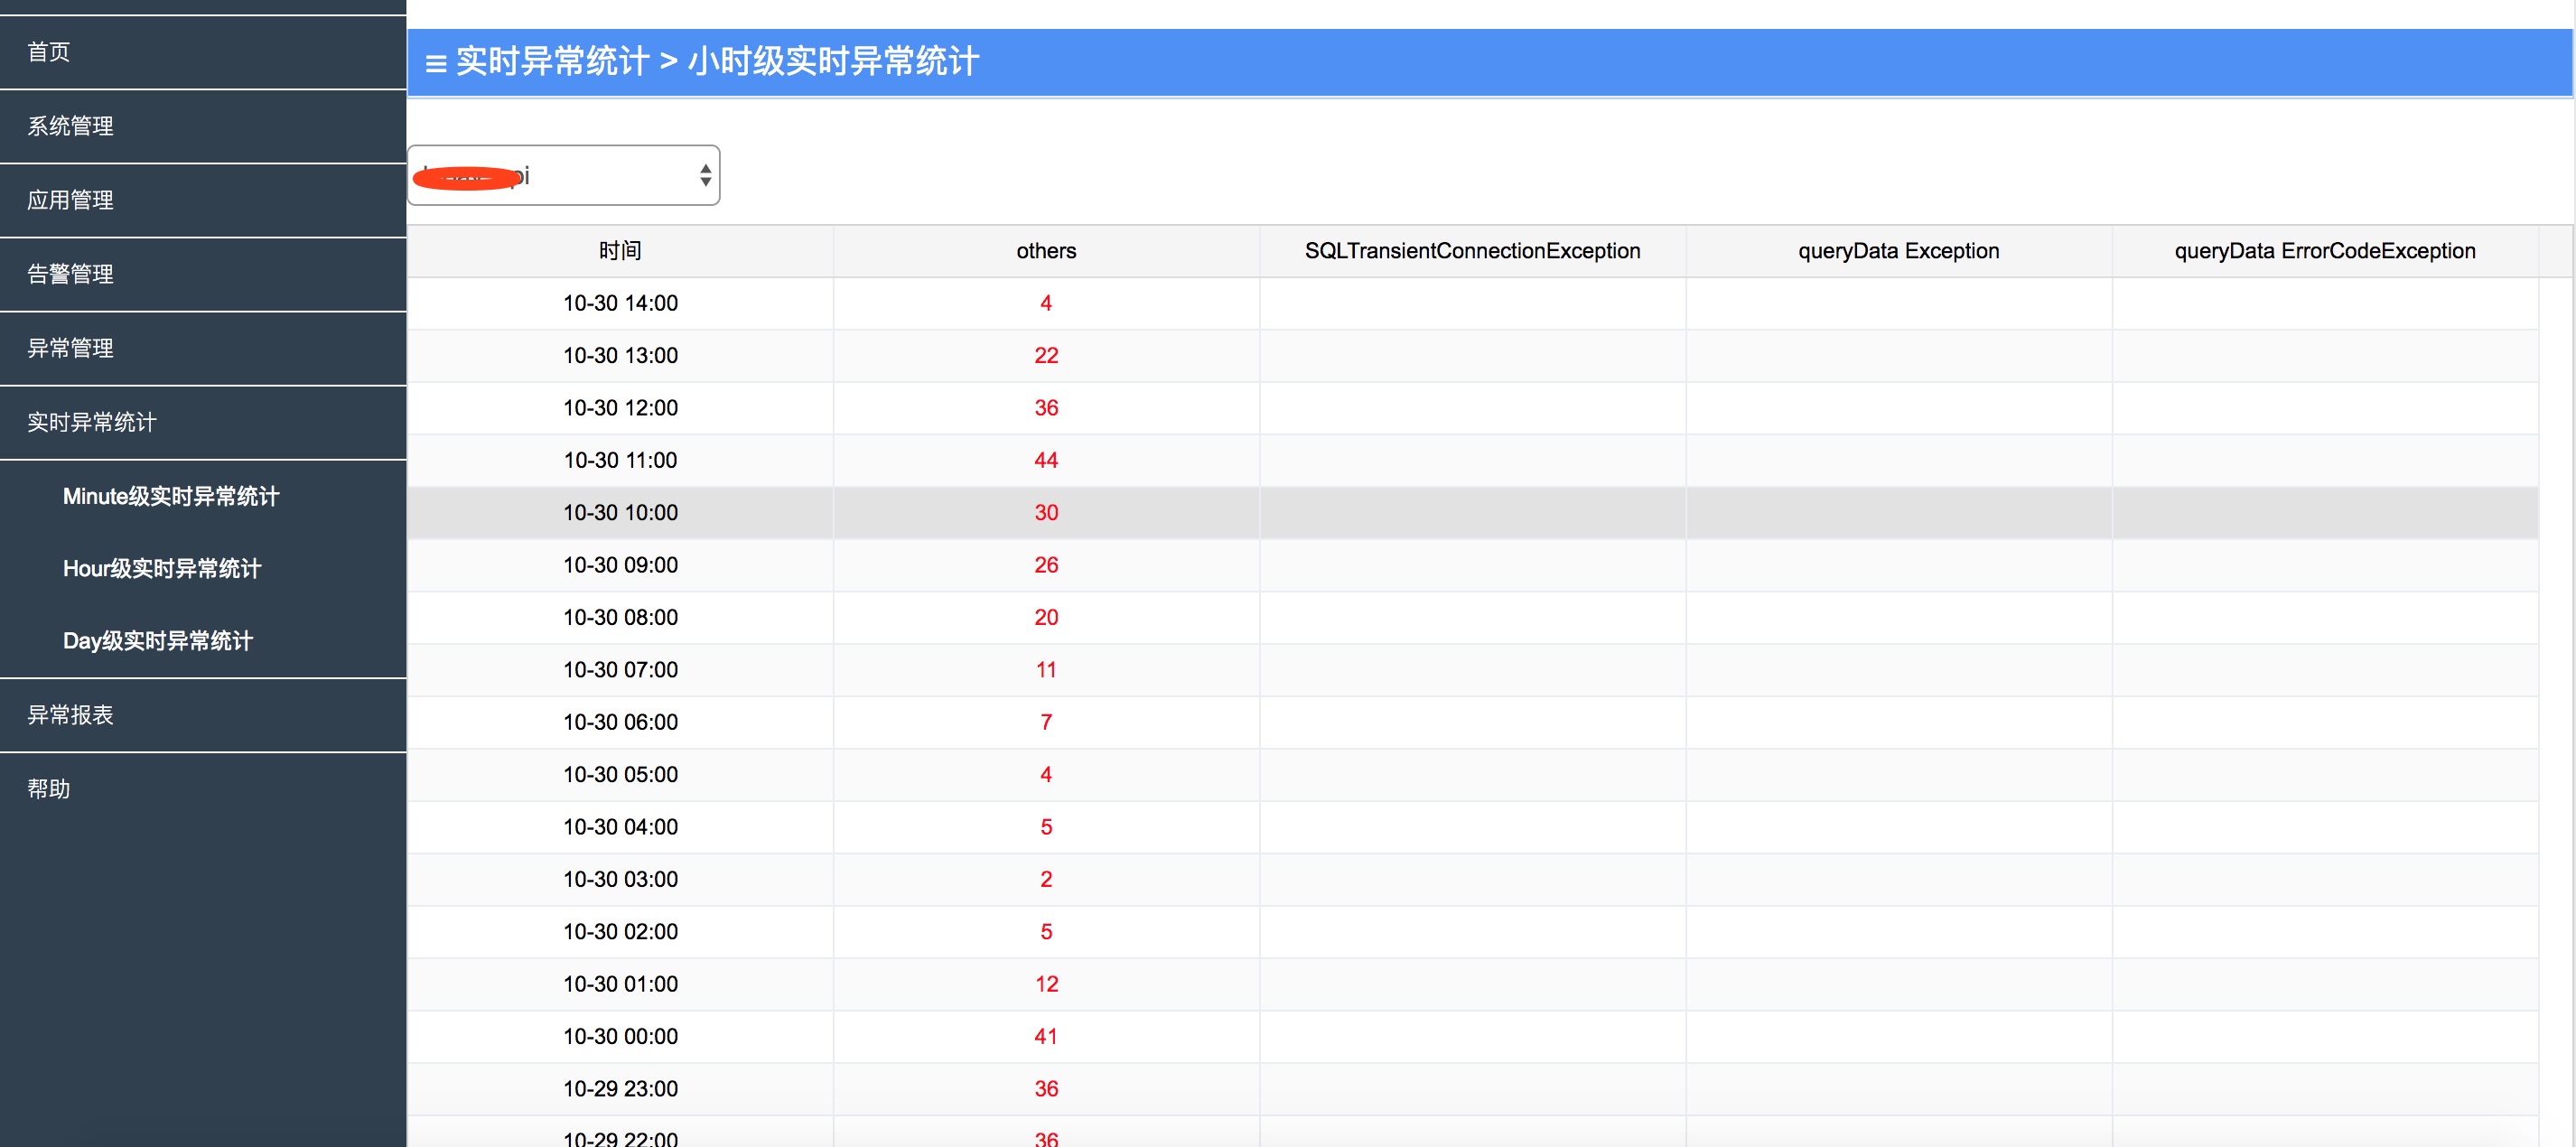 首页
系统管理
应用管理
告警管理
异常管理
实时异常统计
Minute级实时异常统计
Hour级实时异常统计
Day级实时异常统计
异常报表
帮助
实时异常统计 > 小时级实时异常统计
时间 others SQLTransientConnectionException queryData Exception queryData ErrorCodeException
10-30 14:00 4
10-30 13:00 22
10-30 12:00 36
10-30 11:00 44
10-30 10:00 30
10-30 09:00 26
10-30 08:00 20
10-30 07:00 11
10-30 06:00 7
10-30 05:00 4
10-30 04:00 5
10-30 03:00 2
10-30 02:00 5
10-30 01:00 12
10-30 00:00 41
10-29 23:00 36
10-29 22:00 36